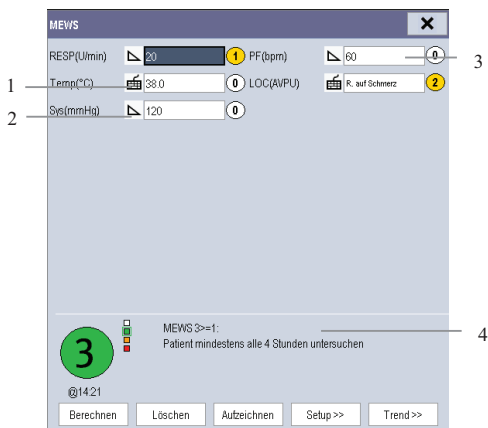 MEWS
RESP(U/min) 20 1 PF(bpm) 60 0 3
1 Temp(°C) 38.0 0 LOC(AVPU) R. auf Schmerz 2
2 Sys(mmHg) 120 0
3 MEWS 3>=1: 4
Patient mindestens alle 4 Stunden untersuchen
@14:21
Berechnen Löschen Aufzeichnen Setup >> Trend >>